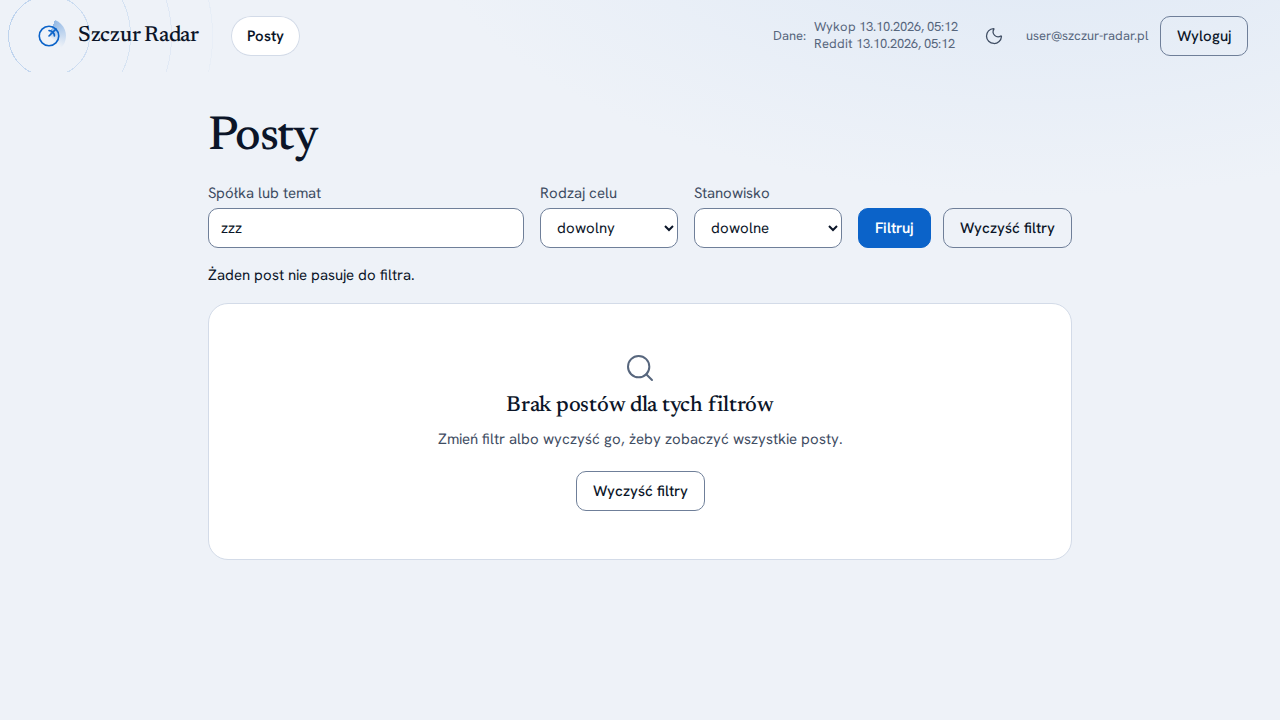 Szczur Radar
Posty
Dane:
Wykop 13.10.2026, 05:12
Reddit 13.10.2026, 05:12
user@szczur-radar.pl
Wyloguj
Posty
Spółka lub temat
Rodzaj celu
Stanowisko
zzz
dowolny
dowolne
Filtruj
Wyczyść filtry
Żaden post nie pasuje do filtra.
Brak postów dla tych filtrów
Zmień filtr albo wyczyść go, żeby zobaczyć wszystkie posty.
Wyczyść filtry